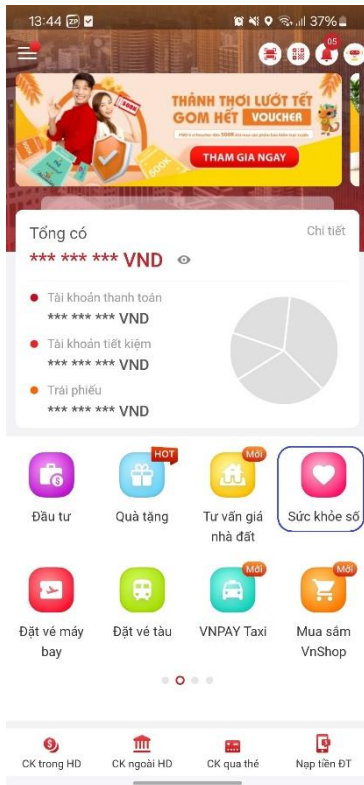 13:44 ZP
37%
05
THẢNH THƠI LƯỚT TẾT
GOM HẾT VOUCHER
THAM GIA NGAY
500K
Tổng có
Chi tiết
*** *** *** VND
Tài khoản thanh toán
*** *** *** VND
Tài khoản tiết kiệm
*** *** *** VND
Trái phiếu
*** *** *** VND
HOT
Mới
Đầu tư
Quà tặng
Tư vấn giá
nhà đất
Sức khỏe số
Mới
Mới
Đặt vé máy
bay
Đặt vé tàu
VNPAY Taxi
Mua sắm
VnShop
CK trong HD
CK ngoài HD
CK qua thẻ
Nạp tiền ĐT